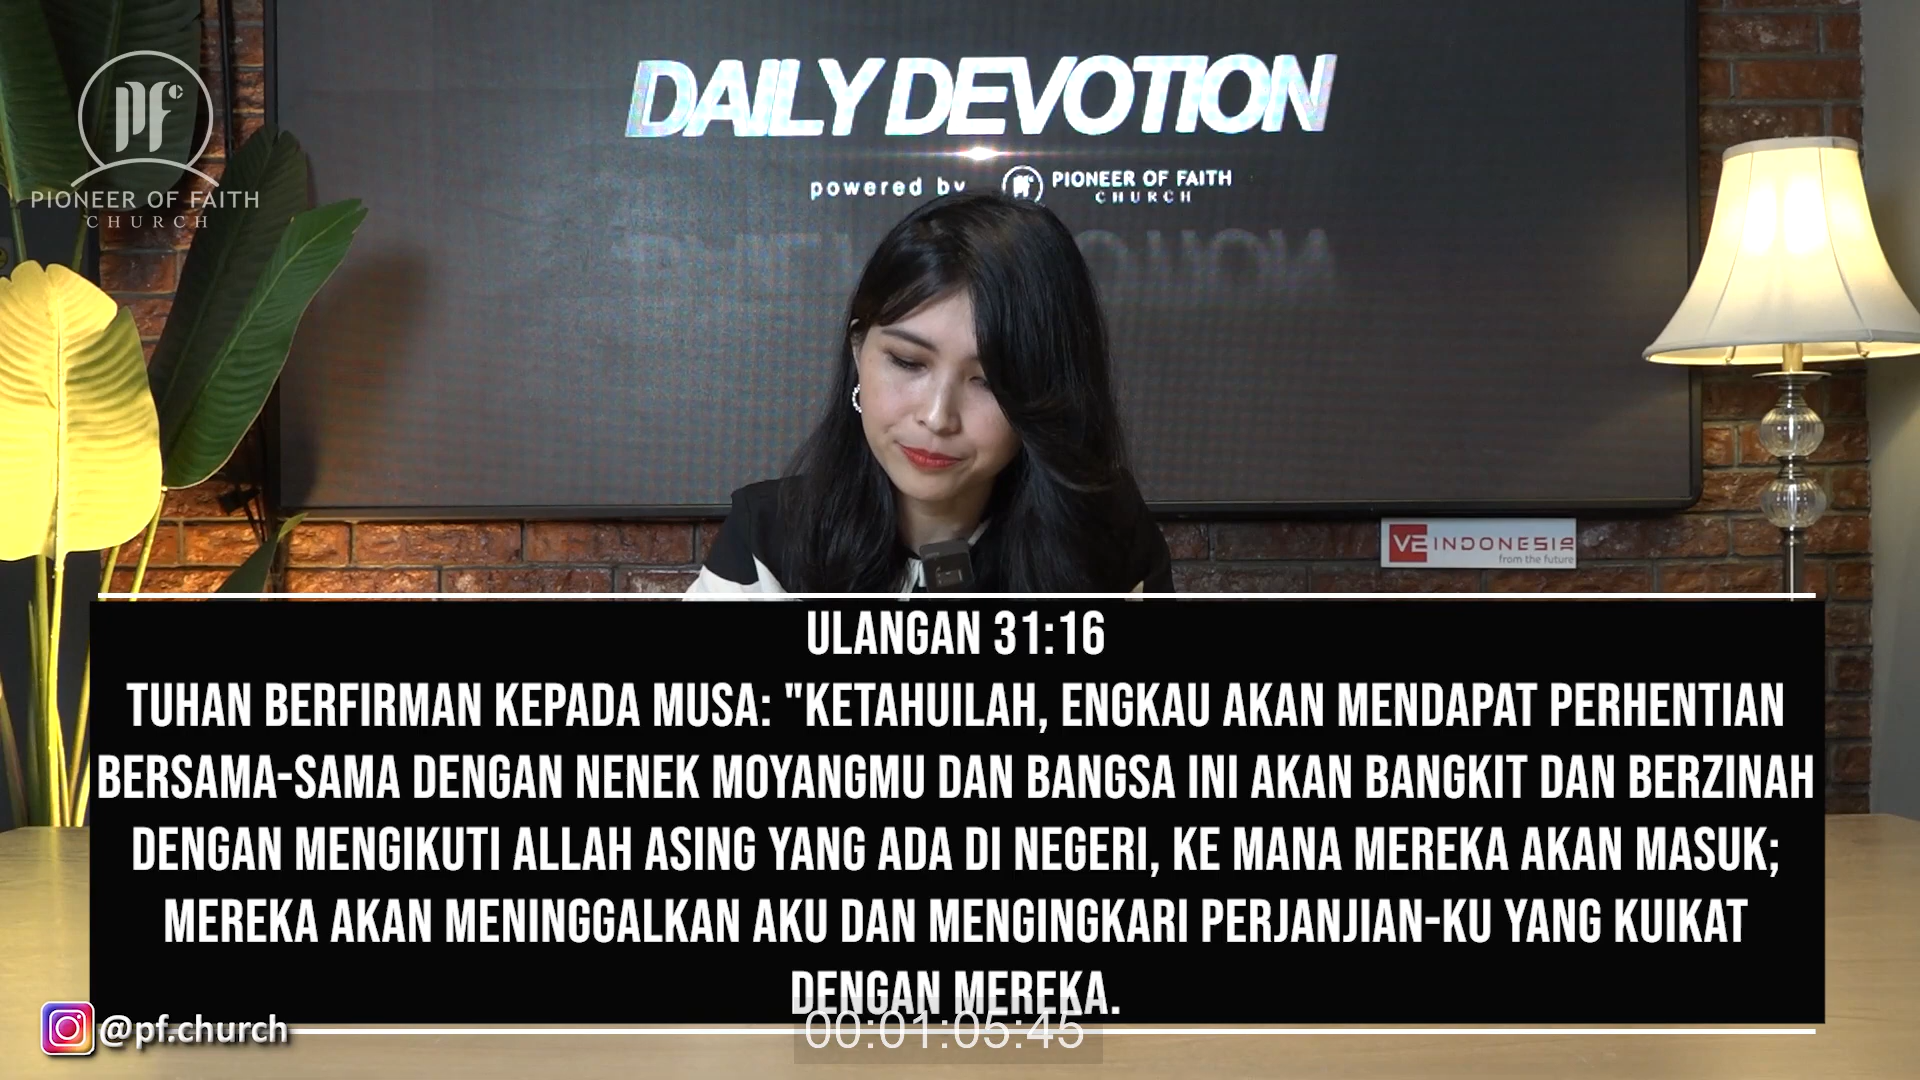 DAILY DEVOTION
powered by PIONEER OF FAITH
CHURCH
PIONEER OF FAITH
CHURCH
VE INDONESIA
from the future
ULANGAN 31:16
TUHAN BERFIRMAN KEPADA MUSA: "KETAHUILAH, ENGKAU AKAN MENDAPAT PERHENTIAN
BERSAMA-SAMA DENGAN NENEK MOYANGMU DAN BANGSA INI AKAN BANGKIT DAN BERZINAH
DENGAN MENGIKUTI ALLAH ASING YANG ADA DI NEGERI, KE MANA MEREKA AKAN MASUK;
MEREKA AKAN MENINGGALKAN AKU DAN MENGINGKARI PERJANJIAN-KU YANG KUIKAT
DENGAN MEREKA.
@pf.church
00:01:05:45